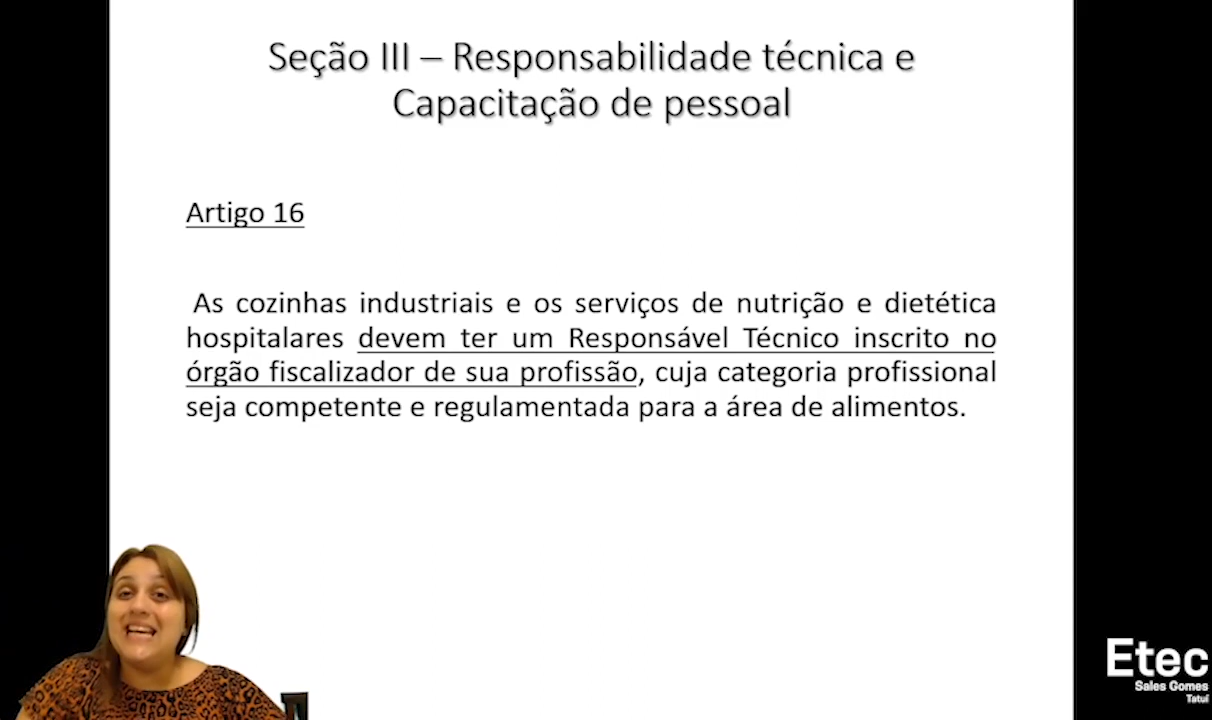 Seção III – Responsabilidade técnica e
Capacitação de pessoal
Artigo 16
As cozinhas industriais e os serviços de nutrição e dietética
hospitalares devem ter um Responsável Técnico inscrito no
órgão fiscalizador de sua profissão, cuja categoria profissional
seja competente e regulamentada para a área de alimentos.
Etec
Sales Gomes
Tatuí